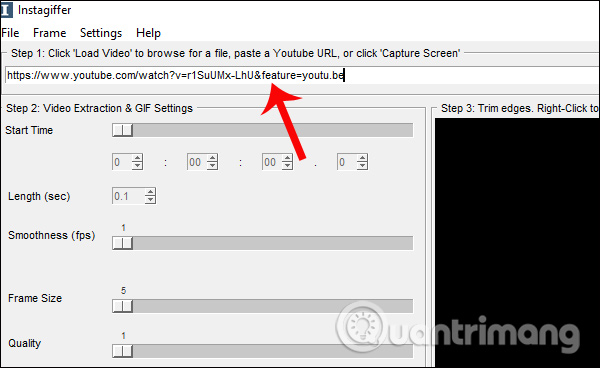 Instagiffer
File Frame Settings Help
Step 1: Click 'Load Video' to browse for a file, paste a Youtube URL, or click 'Capture Screen'
https://www.youtube.com/watch?v=r1SuUMx-LhU&feature=youtu.be
Step 2: Video Extraction & GIF Settings
Step 3: Trim edges. Right-Click to
Start Time
0 : 00 : 00 . 0
Length (sec) 0.1
1
Smoothness (fps)
5
Frame Size
1
Quality
Quantrimang